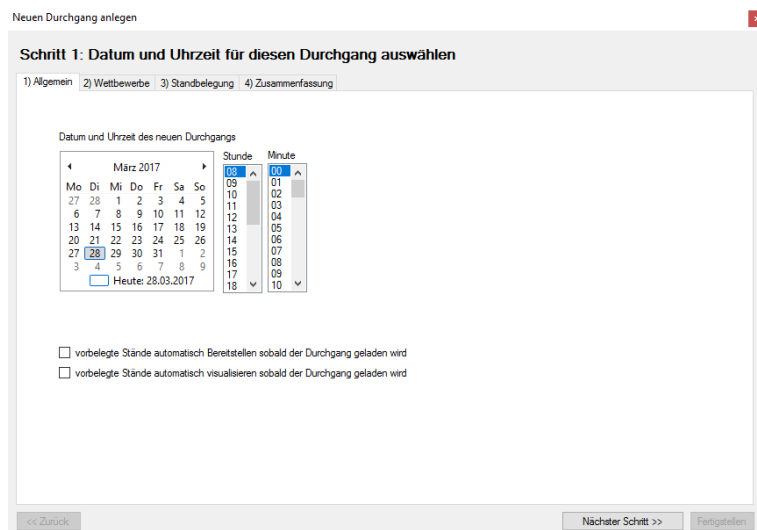 Neuen Durchgang anlegen
Schritt 1: Datum und Uhrzeit für diesen Durchgang auswählen
1) Allgemein 2) Wettbewerbe 3) Standbelegung 4) Zusammenfassung
Datum und Uhrzeit des neuen Durchgangs
Stunde Minute
März 2017
Mo Di Mi Do Fr Sa So
27 28 1 2 3 4 5
6 7 8 9 10 11 12
13 14 15 16 17 18 19
20 21 22 23 24 25 26
27 28 29 30 31 1 2
3 4 5 6 7 8 9
Heute: 28.03.2017
08
09
10
11
12
13
14
15
16
17
18
00
01
02
03
04
05
06
07
08
09
10
vorbelegte Stände automatisch Bereitstellen sobald der Durchgang geladen wird
vorbelegte Stände automatisch visualisieren sobald der Durchgang geladen wird
<< Zurück Nächster Schritt >> Fertigstellen